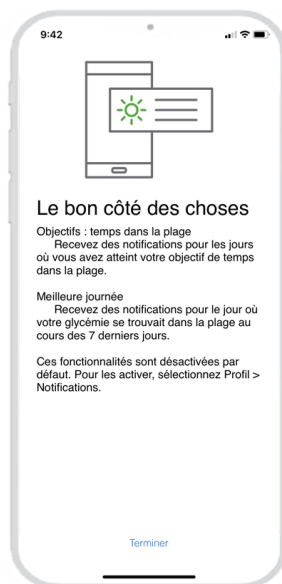 9:42
Le bon côté des choses
Objectifs : temps dans la plage
Recevez des notifications pour les jours
où vous avez atteint votre objectif de temps
dans la plage.
Meilleure journée
Recevez des notifications pour le jour où
votre glycémie se trouvait dans la plage au
cours des 7 derniers jours.
Ces fonctionnalités sont désactivées par
défaut. Pour les activer, sélectionnez Profil >
Notifications.
Terminer